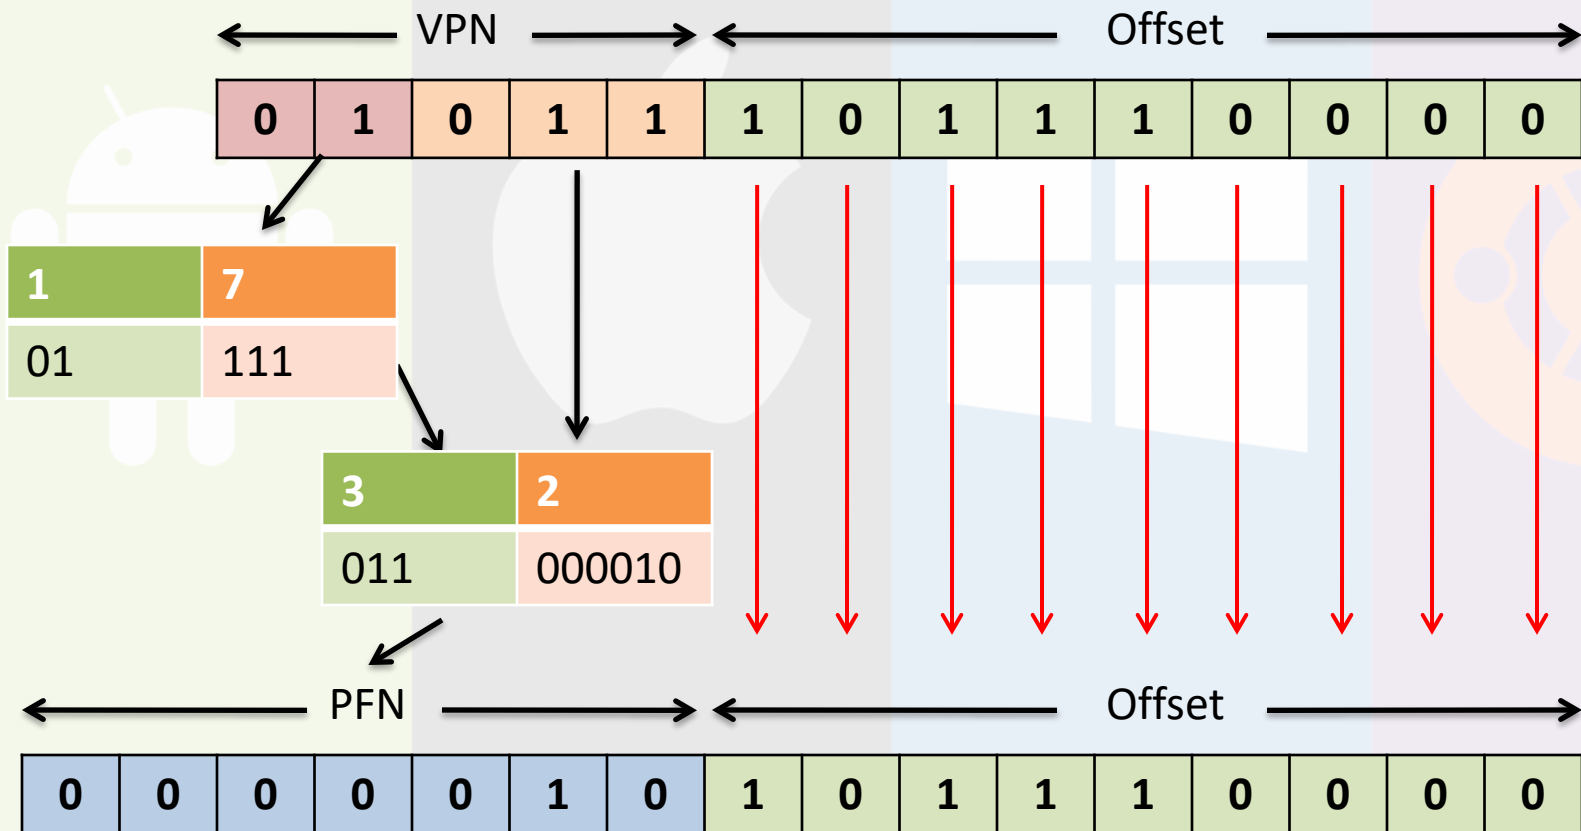 VPN Offset
0 1 0 1 1 1 0 1 1 1 0 0 0 0
1 7
01 111
3 2
011 000010
PFN Offset
0 0 0 0 0 1 0 1 0 1 1 1 0 0 0 0